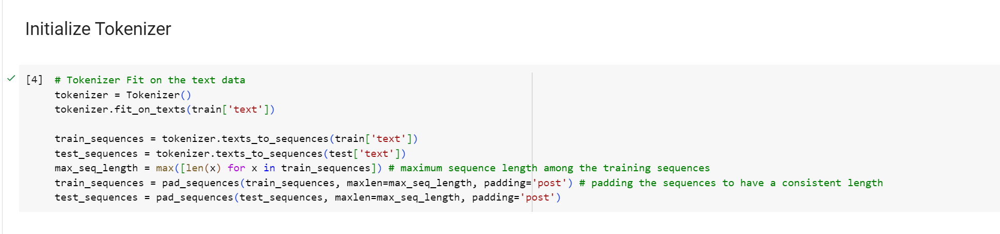 Initialize Tokenizer
[4] # Tokenizer Fit on the text data
tokenizer = Tokenizer()
tokenizer.fit_on_texts(train['text'])
train_sequences = tokenizer.texts_to_sequences(train['text'])
test_sequences = tokenizer.texts_to_sequences(test['text'])
max_seq_length = max([len(x) for x in train_sequences]) # maximum sequence length among the training sequences
train_sequences = pad_sequences(train_sequences, maxlen=max_seq_length, padding='post') # padding the sequences to have a consistent length
test_sequences = pad_sequences(test_sequences, maxlen=max_seq_length, padding='post')